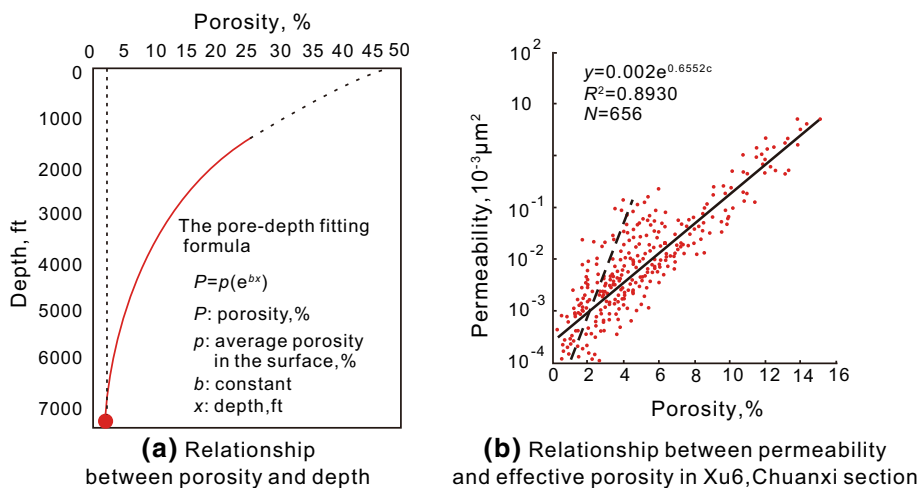 Porosity, %
0 5 10 15 20 25 30 35 40 45 50
Depth, ft
0
1000
2000
3000
4000
5000
6000
7000
The pore-depth fitting
formula
P=p(e^{bx})
P: porosity,%
p: average porosity
in the surface,%
b: constant
x: depth,ft
(a) Relationship
between porosity and depth
Permeability, 10^{-3}μm^{2}
10^{2}
10
10^{-1}
10^{-2}
10^{-3}
10^{-4}
y=0.002e^{0.6552c}
R^{2}=0.8930
N=656
0 2 4 6 8 10 12 14 16
Porosity,%
(b) Relationship between permeability
and effective porosity in Xu6,Chuanxi section